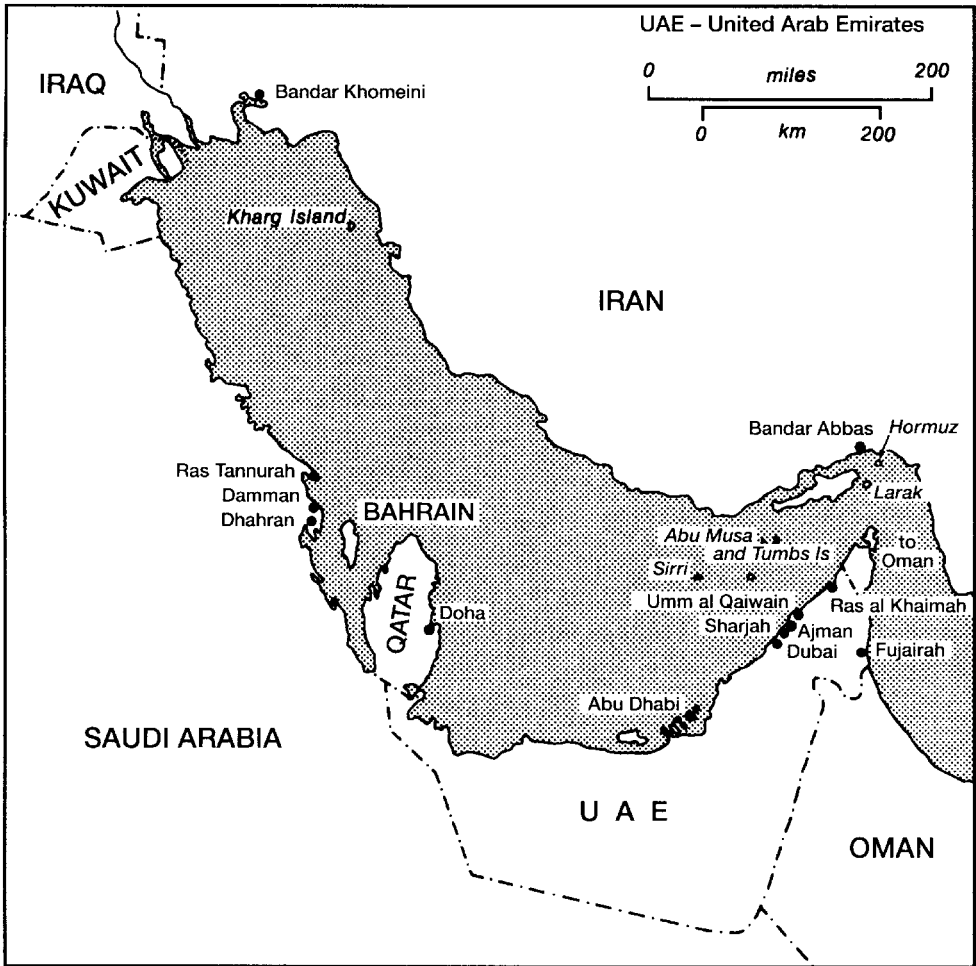 UAE – United Arab Emirates
0 miles 200
0 km 200
IRAQ
Bandar Khomeini
KUWAIT
Kharg Island
IRAN
Bandar Abbas
Hormuz
Larak
Ras Tannurah
Damman
Dhahran
BAHRAIN
Abu Musa
and Tumbs Is
Sirri
to
Oman
QATAR
Doha
Umm al Qaiwain
Ras al Khaimah
Sharjah
Ajman
Dubai
Fujairah
Abu Dhabi
SAUDI ARABIA
U A E
OMAN